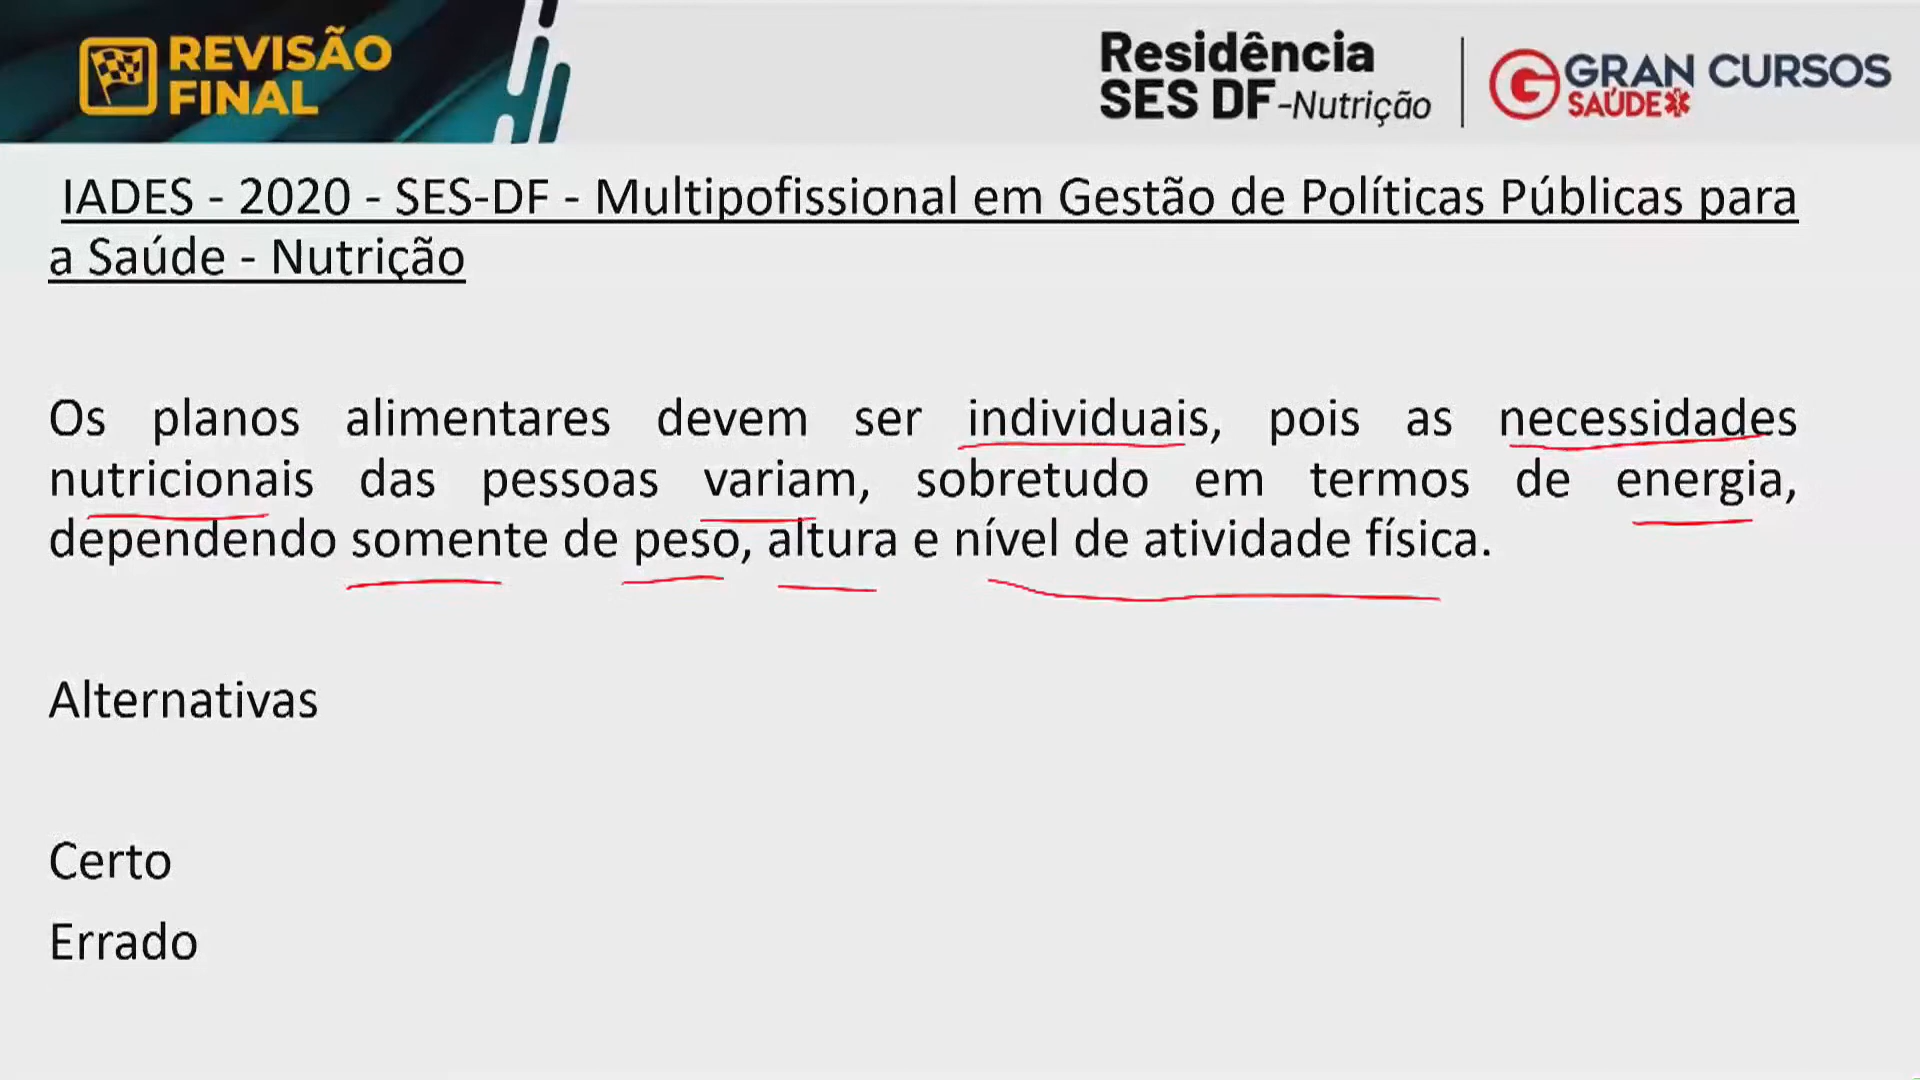 REVISÃO
FINAL
Residência
SES DF-Nutrição
GRAN CURSOS
SAÚDE
IADES - 2020 - SES-DF - Multipofissional em Gestão de Políticas Públicas para
a Saúde - Nutrição
Os planos alimentares devem ser individuais, pois as necessidades
nutricionais das pessoas variam, sobretudo em termos de energia,
dependendo somente de peso, altura e nível de atividade física.
Alternativas
Certo
Errado